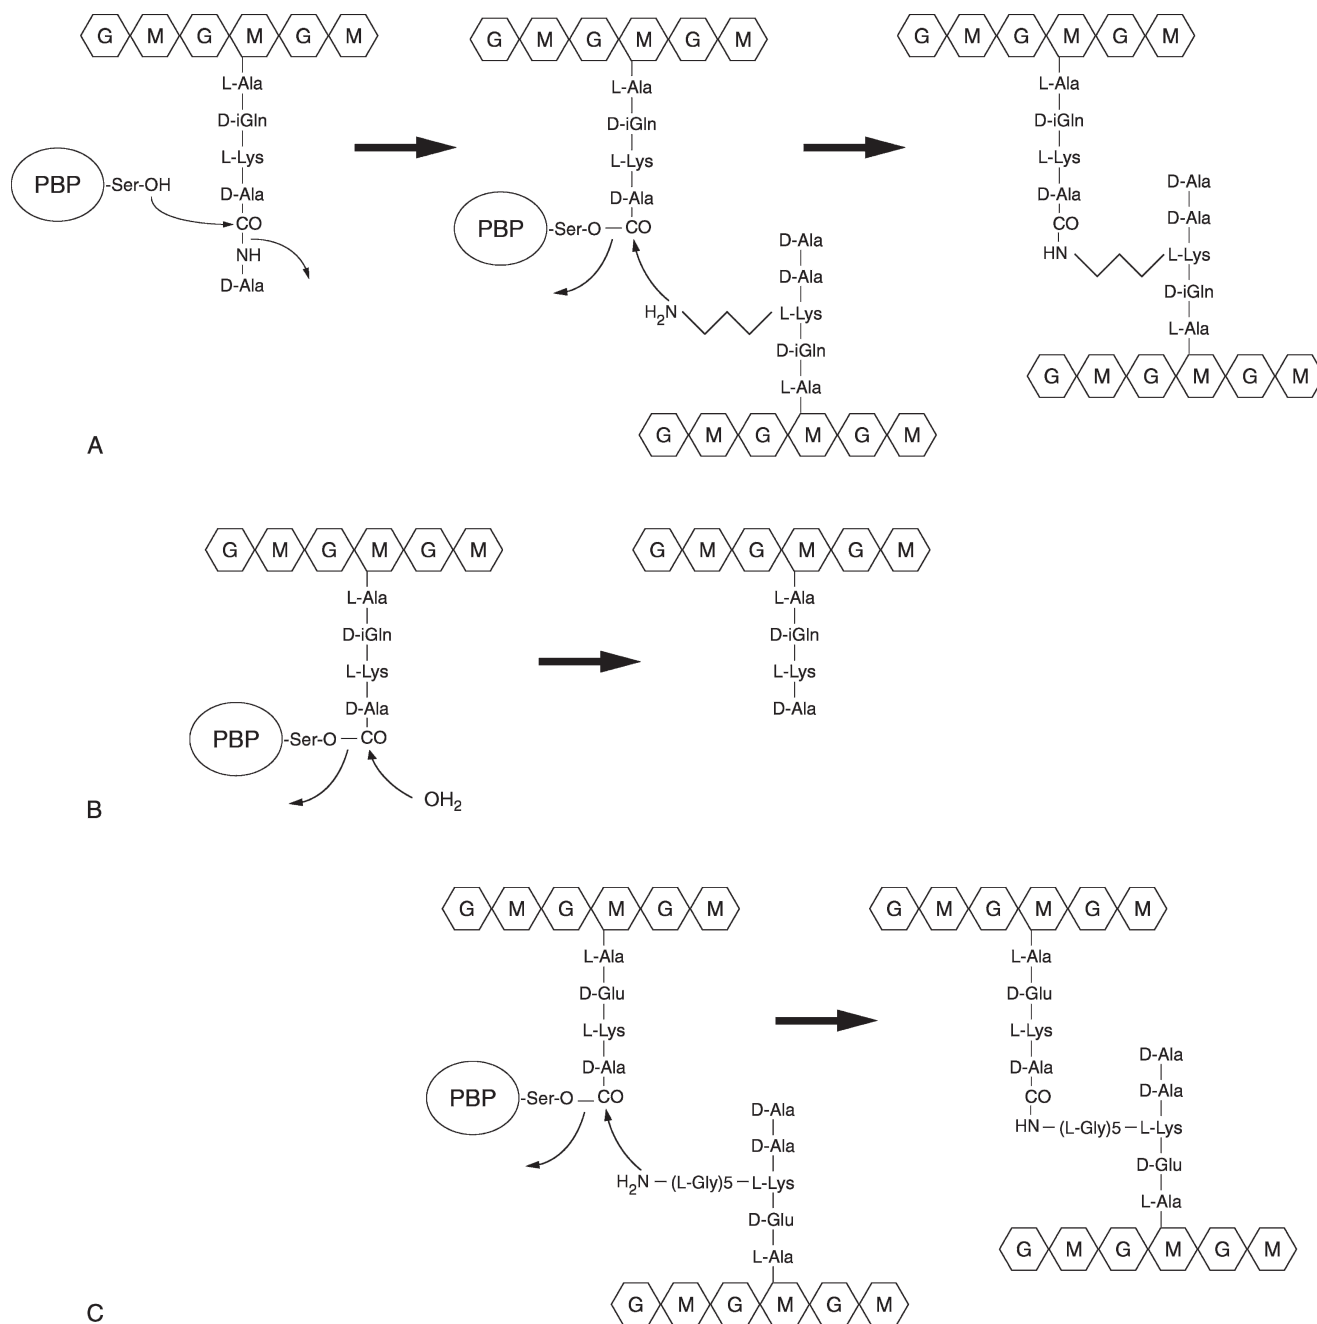 G M G M G M
L-Ala
D-iGln
L-Lys
D-Ala
CO
NH
D-Ala
PBP -Ser-OH
G M G M G M
L-Ala
D-iGln
L-Lys
D-Ala
PBP -Ser-O CO
D-Ala
D-Ala
H2N L-Lys
D-iGln
L-Ala
G M G M G M
G M G M G M
L-Ala
D-iGln
L-Lys
D-Ala
CO
HN
D-Ala
D-Ala
L-Lys
D-iGln
L-Ala
G M G M G M
A
G M G M G M
L-Ala
D-iGln
L-Lys
D-Ala
PBP -Ser-O CO
OH2
G M G M G M
L-Ala
D-iGln
L-Lys
D-Ala
B
G M G M G M
L-Ala
D-Glu
L-Lys
D-Ala
PBP -Ser-O CO
D-Ala
D-Ala
H2N (L-Gly)5 L-Lys
D-Glu
L-Ala
G M G M G M
G M G M G M
L-Ala
D-Glu
L-Lys
D-Ala
CO
D-Ala
D-Ala
HN (L-Gly)5 L-Lys
D-Glu
L-Ala
G M G M G M
C